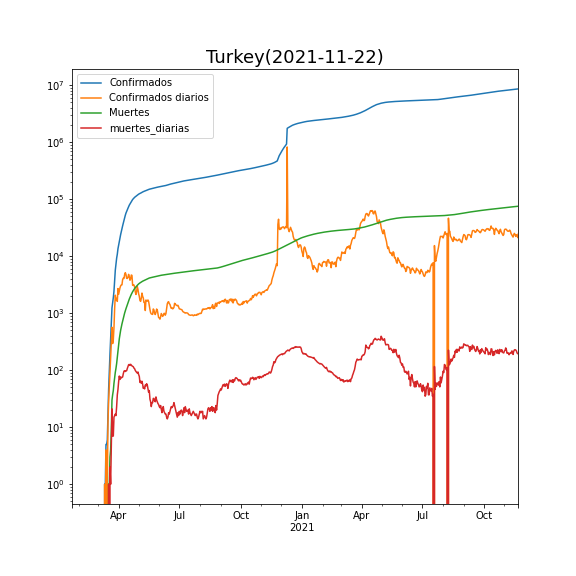 Turkey(2021-11-22)
Confirmados
Confirmados diarios
Muertes
muertes_diarias
10⁷
10⁶
10⁵
10⁴
10³
10²
10¹
10⁰
Apr Jul Oct Jan Apr Jul Oct
2021